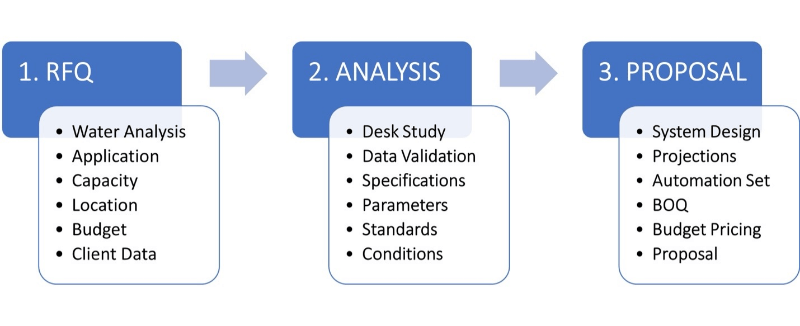 1. RFQ
• Water Analysis
• Application
• Capacity
• Location
• Budget
• Client Data
2. ANALYSIS
• Desk Study
• Data Validation
• Specifications
• Parameters
• Standards
• Conditions
3. PROPOSAL
• System Design
• Projections
• Automation Set
• BOQ
• Budget Pricing
• Proposal